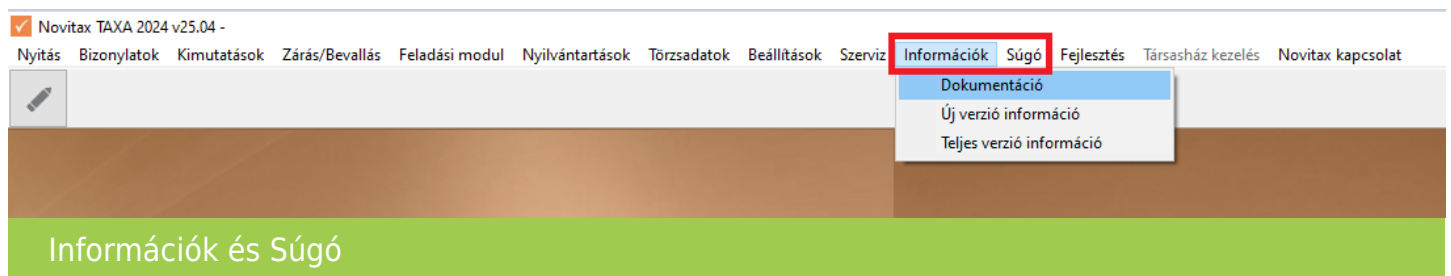 Novitax TAXA 2024 v25.04 -
Nyitás Bizonylatok Kimutatások Zárás/Bevallás Feladási modul Nyilvántartások Törzsadatok Beállítások Szerviz Információk Súgó Fejlesztés Társasház kezelés Novitax kapcsolat
Dokumentáció
Új verzió információ
Teljes verzió információ
Információk és Súgó